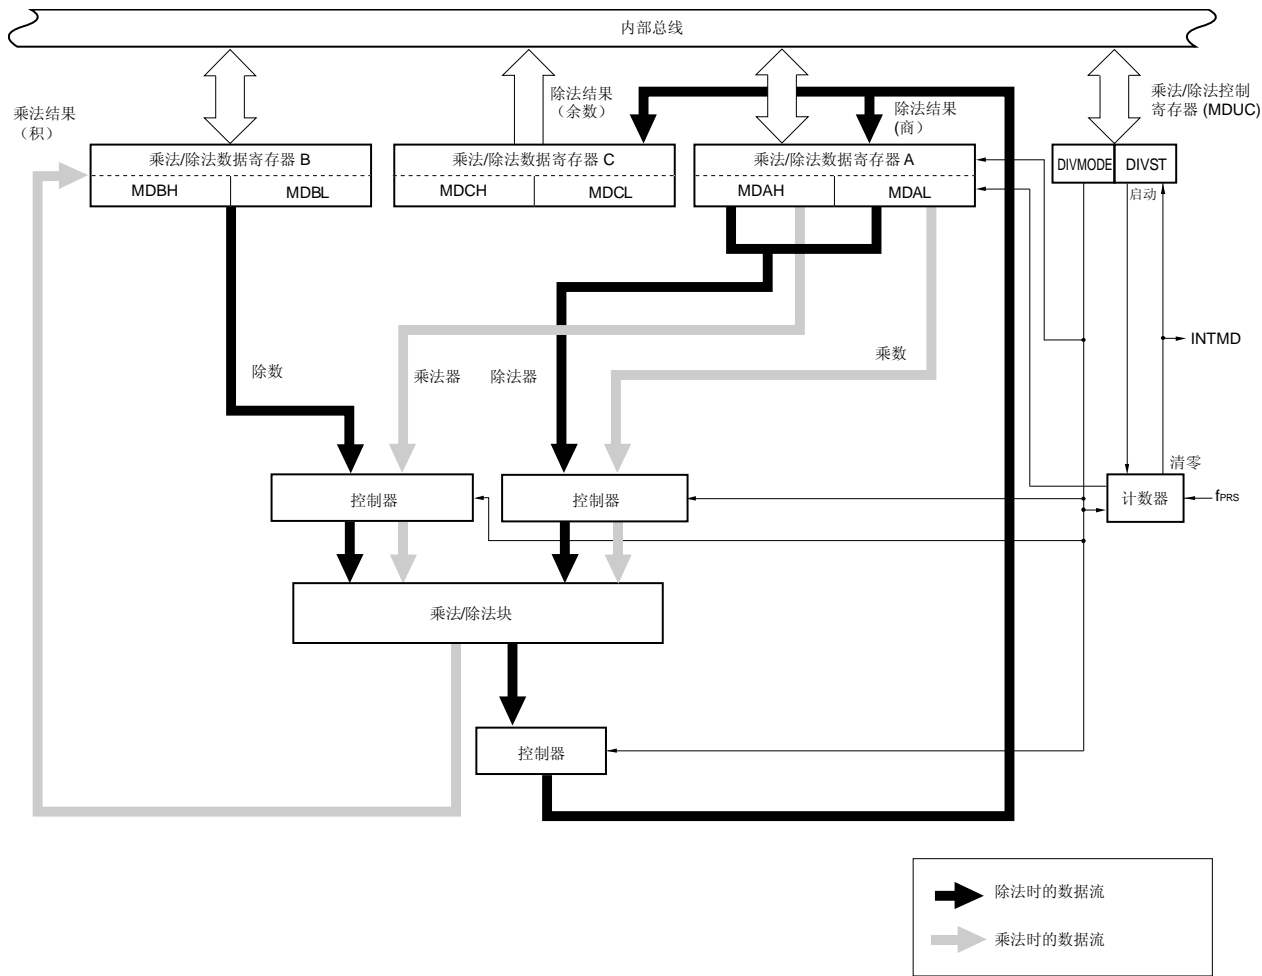 内部总线
乘法结果
（积）
除法结果
（余数）
除法结果
(商）
乘法/除法控制
寄存器 (MDUC)
乘法/除法数据寄存器 B
MDBH
MDBL
乘法/除法数据寄存器 C
MDCH
MDCL
乘法/除法数据寄存器 A
MDAH
MDAL
DIVMODE
DIVST
启动
INTMD
除数
乘法器
除法器
乘数
清零
控制器
控制器
计数器
fPRS
乘法/除法块
控制器
除法时的数据流
乘法时的数据流